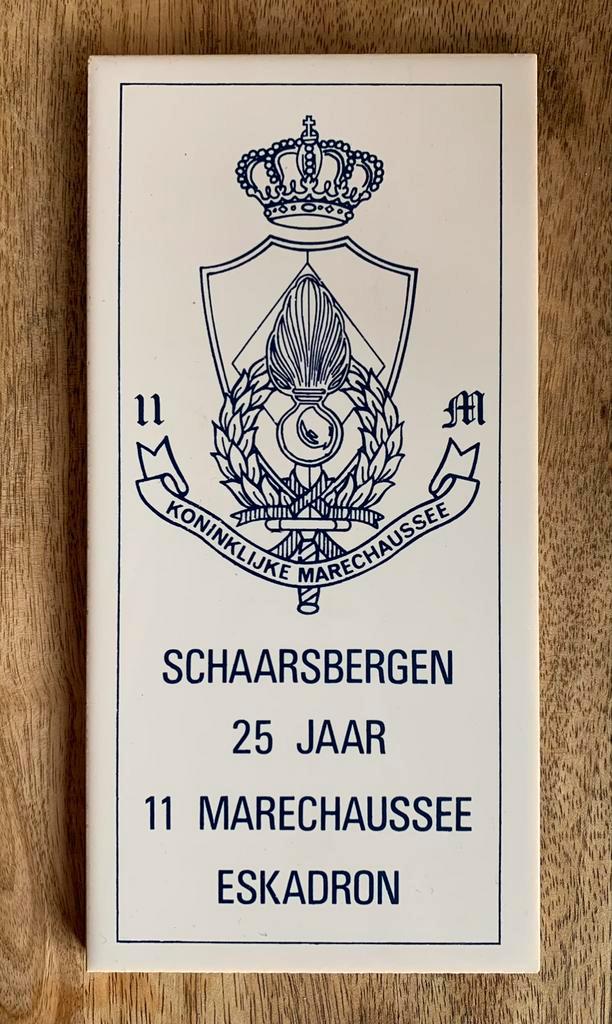 11 M
KONINKLIJKE MARECHAUSSEE
SCHAARSBERGEN
25 JAAR
11 MARECHAUSSEE
ESKADRON